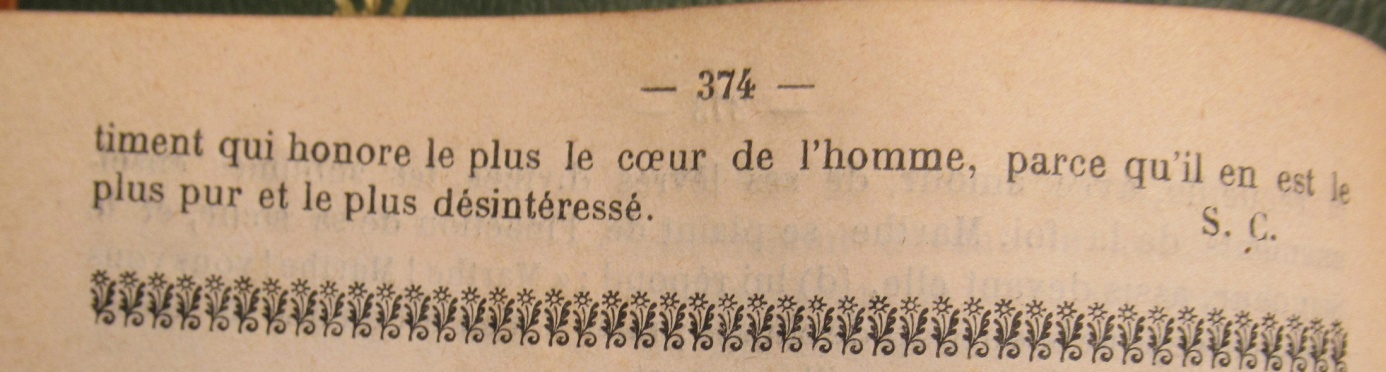 — 374 —
timent qui honore le plus le cœur de l'homme, parce qu'il en est le
plus pur et le plus désintéressé.
S. C.